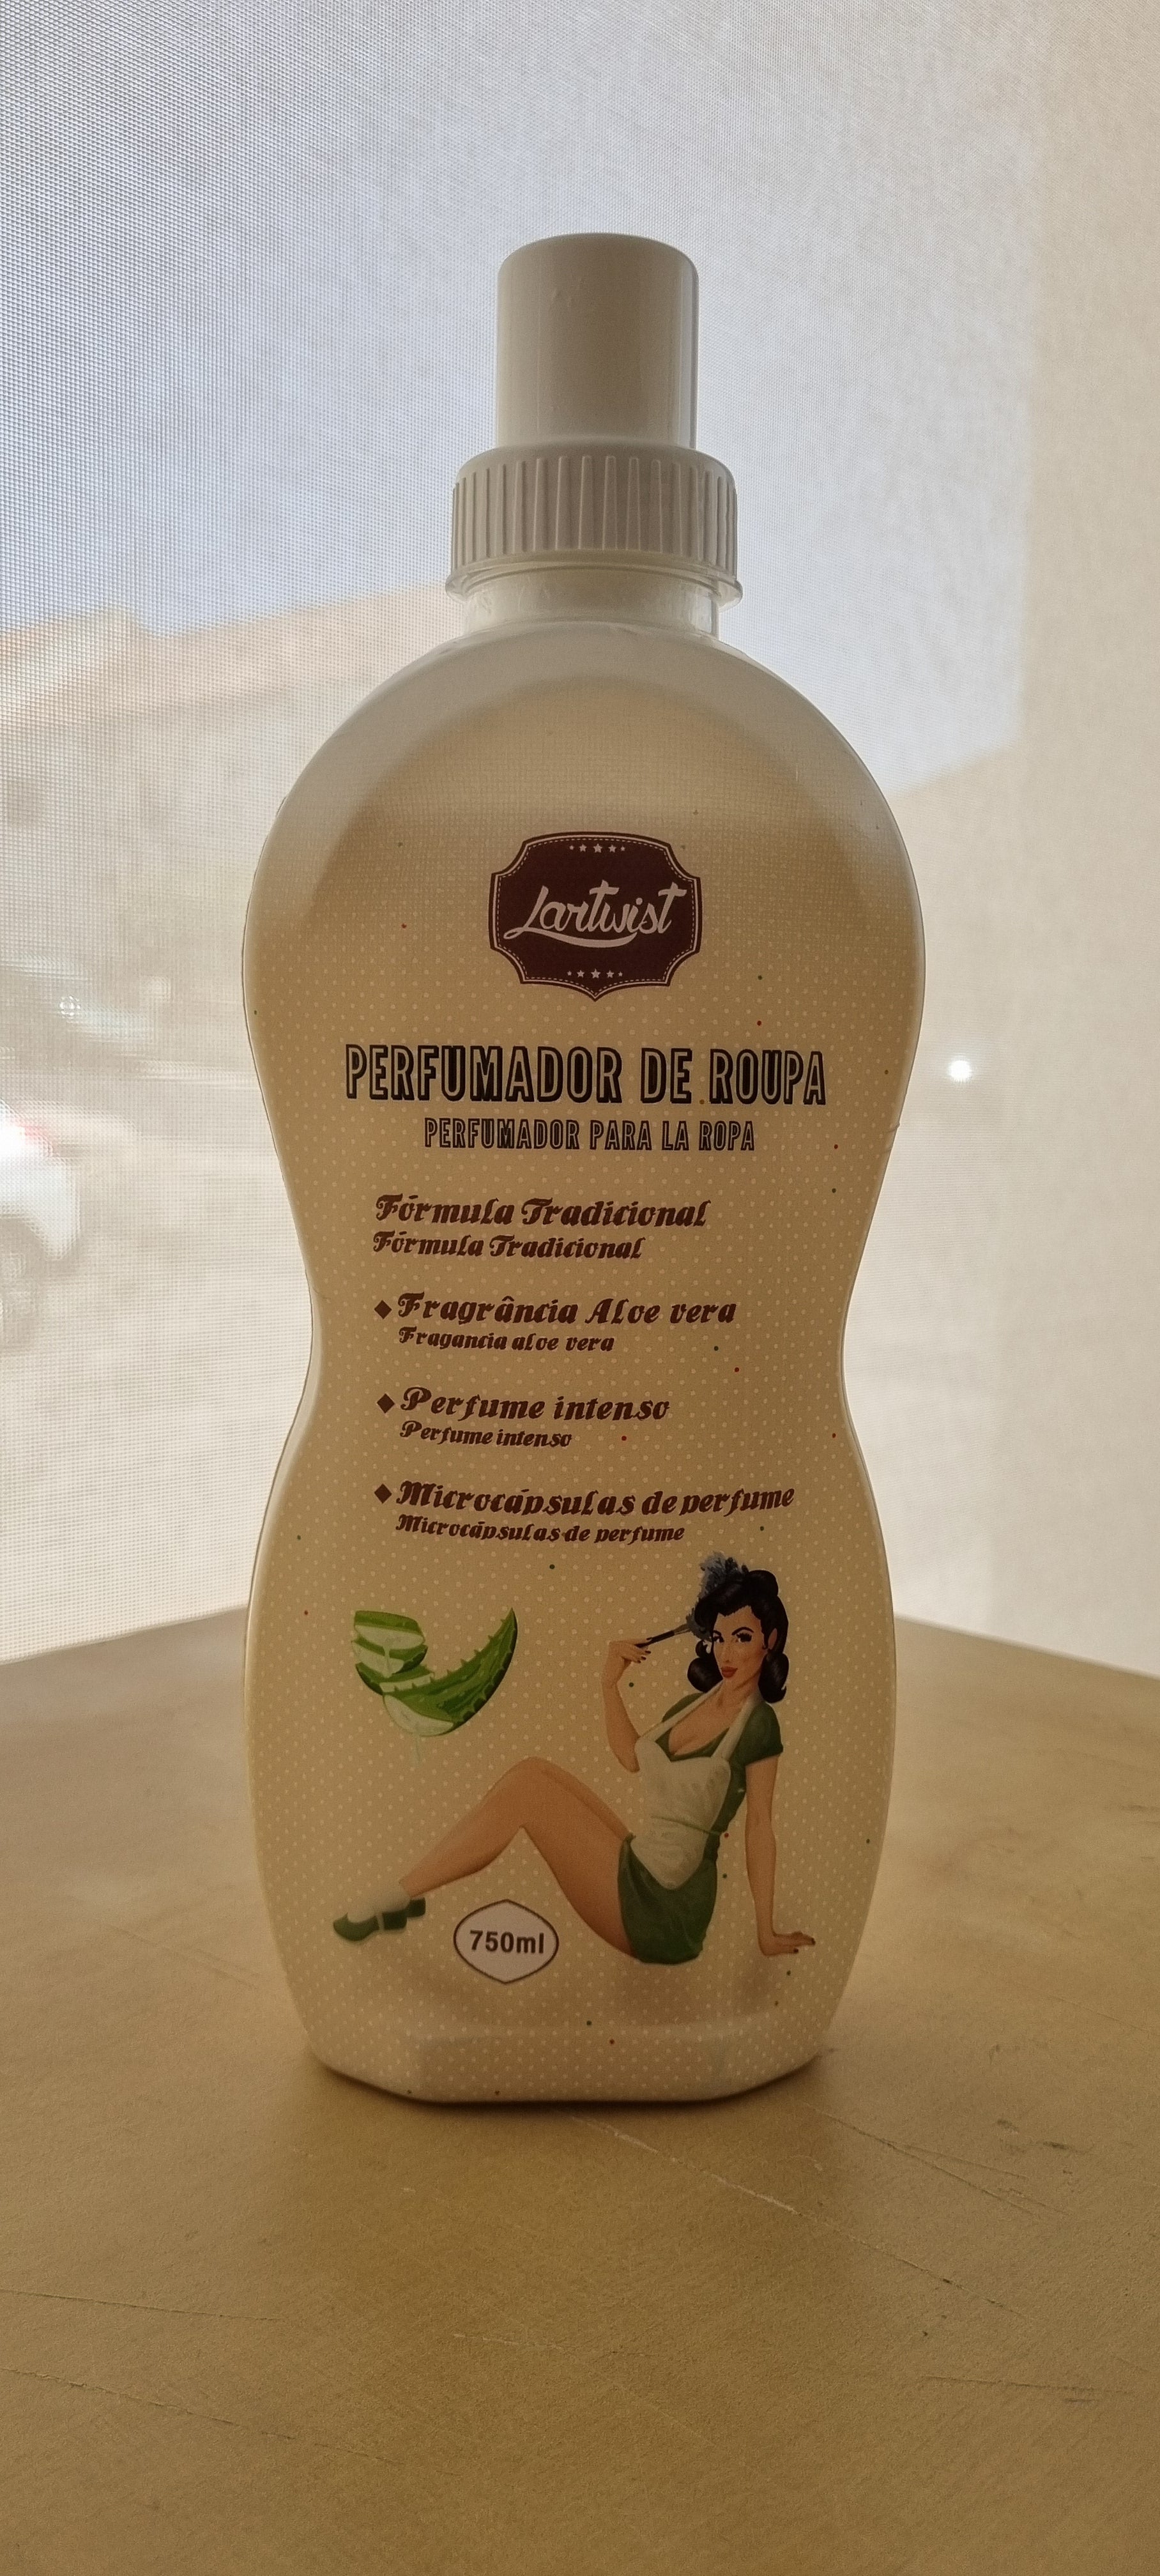 Lartwist
PERFUMADOR DE ROUPA
PERFUMADOR PARA LA ROPA
Fórmula Tradicional
Fórmula Tradicional
◆Fragrância Aloe vera
Fragancia aloe vera
◆Perfume intenso
Perfume intenso
◆Microcápsulas de perfume
Microcápsulas de perfume
750ml